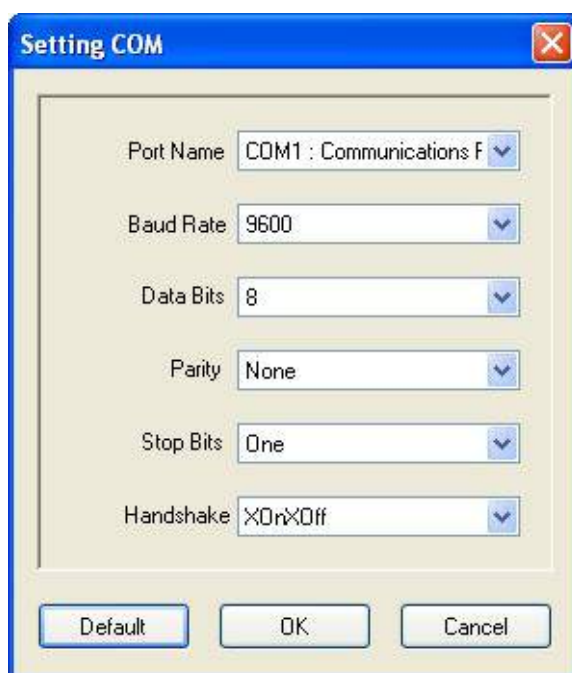 Setting COM
Port Name COM1 : Communications
Baud Rate 9600
Data Bits 8
Parity None
Stop Bits One
Handshake XOnXOff
Default OK Cancel